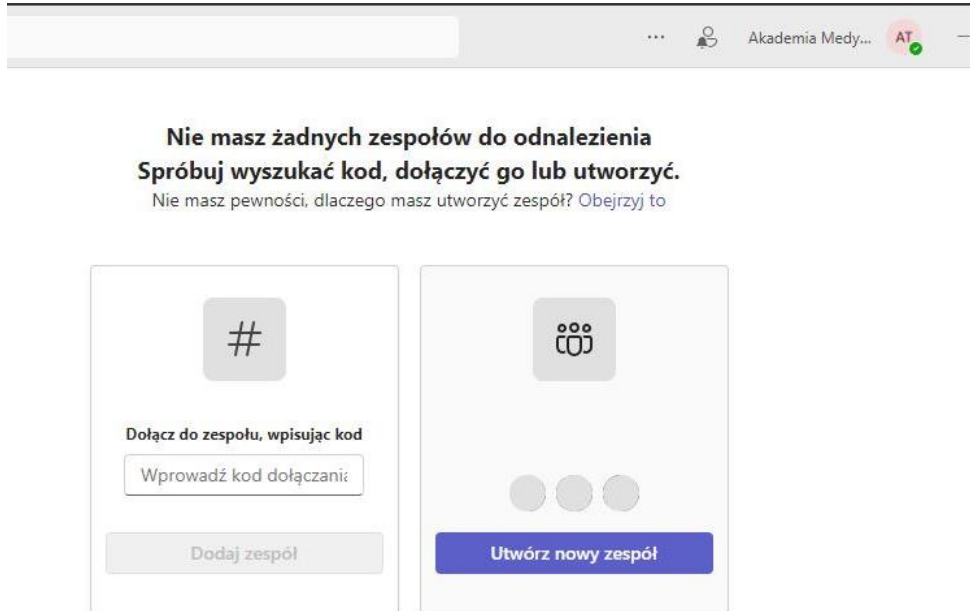 ... Akademia Medy... AT
Nie masz żadnych zespołów do odnalezienia
Spróbuj wyszukać kod, dołączyć go lub utworzyć.
Nie masz pewności, dlaczego masz utworzyć zespół? Obejrzyj to
#
Dołącz do zespołu, wpisując kod
Wprowadź kod dołączani
Dodaj zespół
Utwórz nowy zespół